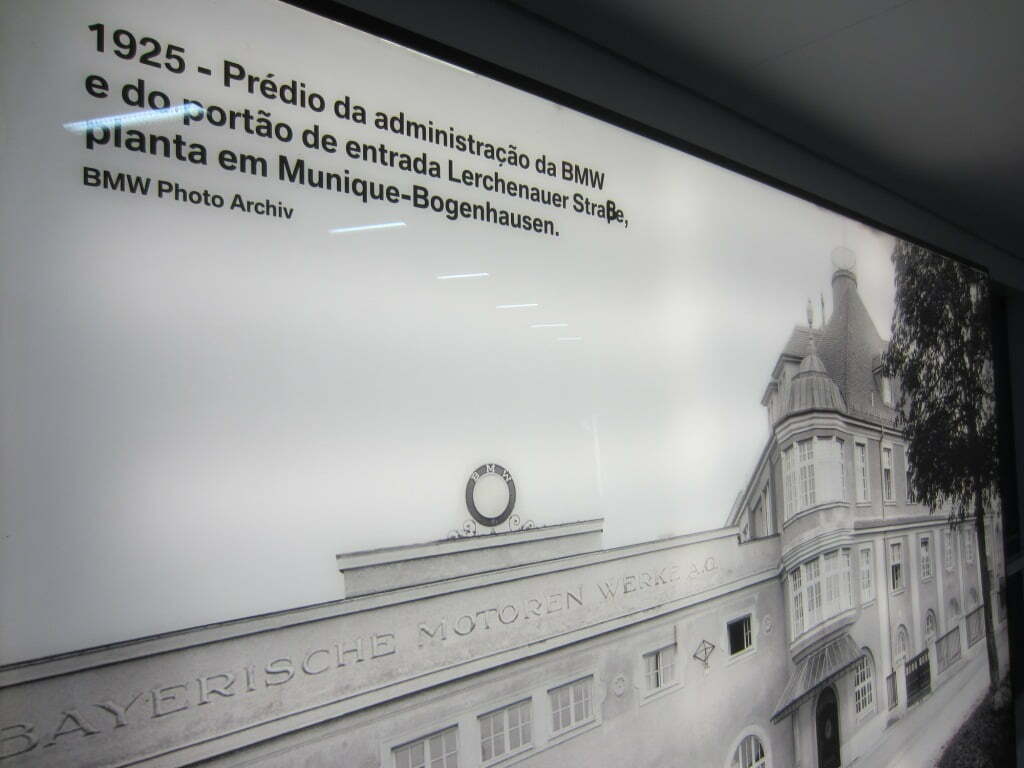 1925 - Prédio da administração da BMW
e do portão de entrada Lerchenauer Straße,
planta em Munique-Bogenhausen.
BMW Photo Archiv
BMW
BAYERISCHE MOTOREN WERKE A.G.